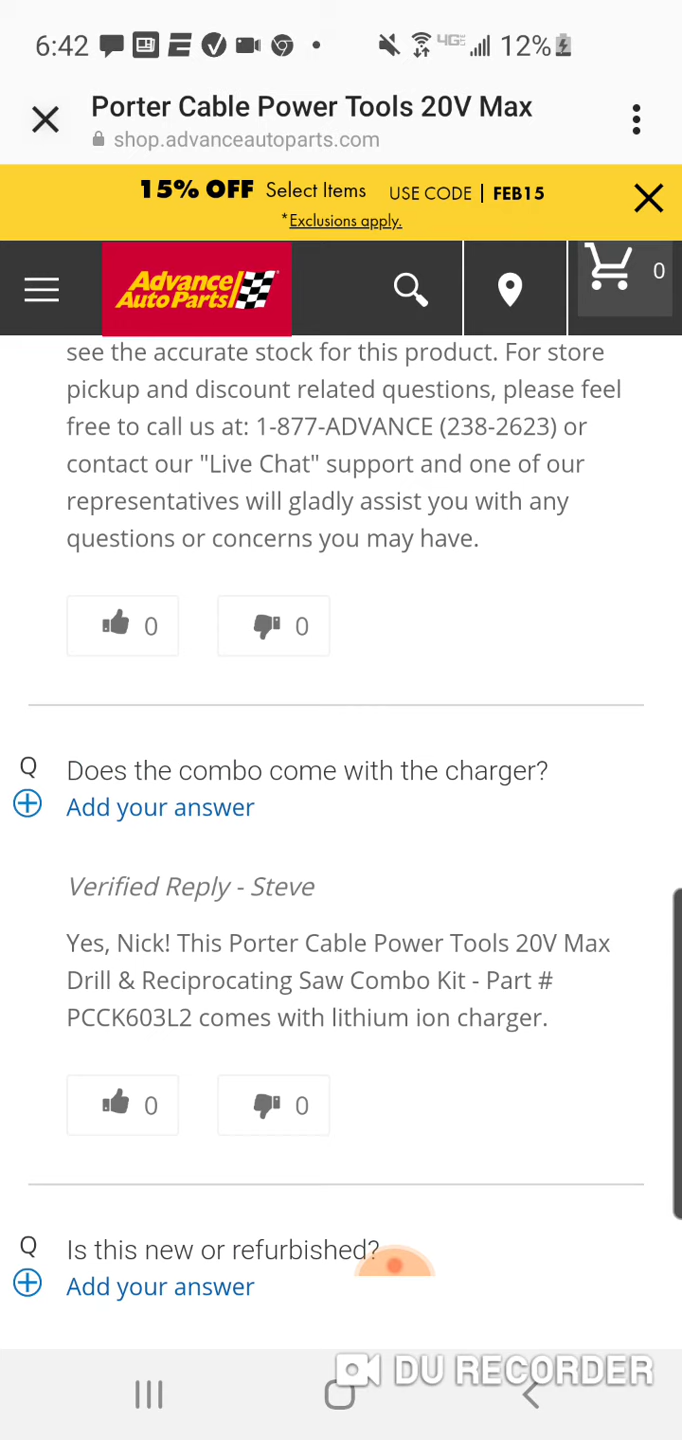 6:42 4GE 12%
Porter Cable Power Tools 20V Max
shop.advanceautoparts.com
15% OFF Select Items USE CODE | FEB15
*Exclusions apply.
Advance
Auto Parts
0
see the accurate stock for this product. For store
pickup and discount related questions, please feel
free to call us at: 1-877-ADVANCE (238-2623) or
contact our "Live Chat" support and one of our
representatives will gladly assist you with any
questions or concerns you may have.
0 0
Q Does the combo come with the charger?
Add your answer
Verified Reply - Steve
Yes, Nick! This Porter Cable Power Tools 20V Max
Drill & Reciprocating Saw Combo Kit - Part #
PCCK603L2 comes with lithium ion charger.
0 0
Q Is this new or refurbished?
Add your answer
DU RECORDER